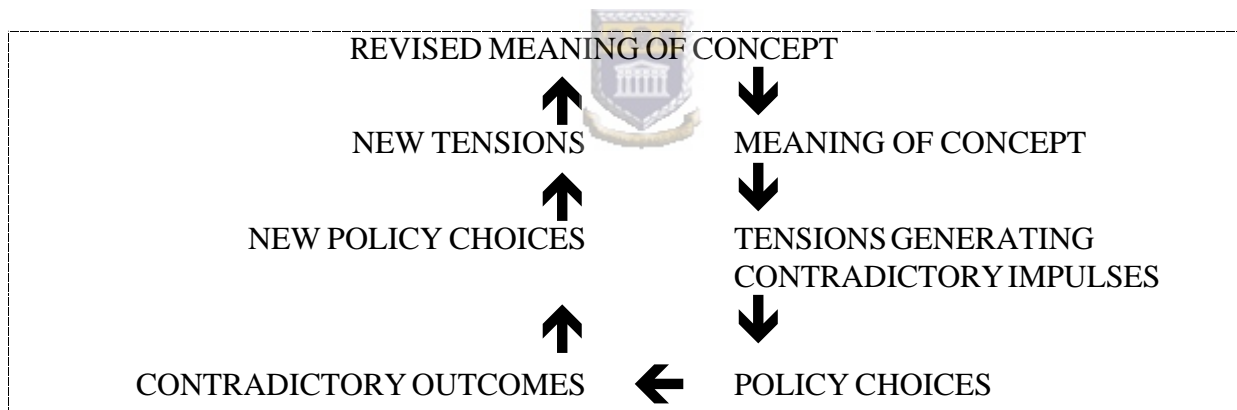 REVISED MEANING OF CONCEPT
NEW TENSIONS MEANING OF CONCEPT
NEW POLICY CHOICES TENSIONS GENERATING
CONTRADICTORY IMPULSES
CONTRADICTORY OUTCOMES POLICY CHOICES